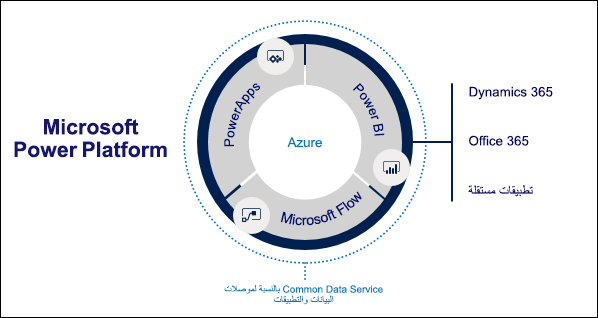 Microsoft
Power Platform
PowerApps
Power BI
Microsoft Flow
Azure
Dynamics 365
Office 365
تطبيقات مستقلة
Common Data Service بالنسبة لموصلات
البيانات والتطبيقات